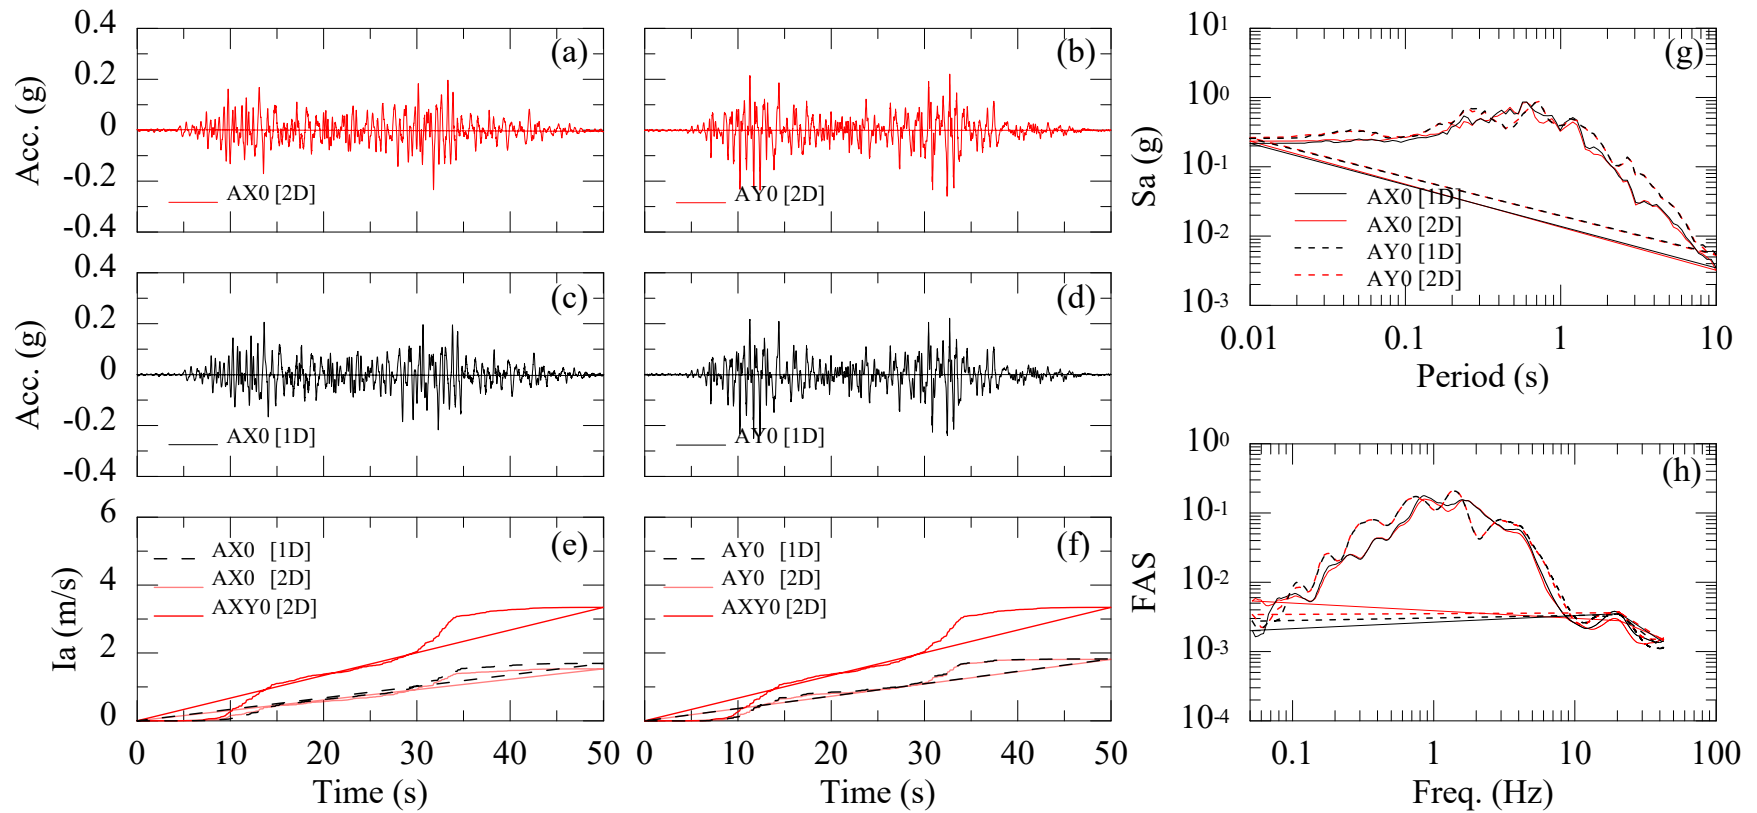 0.4
0.2
0
-0.2
-0.4
Acc. (g)
(a)
AX0 [2D]
(b)
AY0 [2D]
0.4
0.2
0
-0.2
-0.4
Acc. (g)
(c)
AX0 [1D]
(d)
AY0 [1D]
6
4
2
0
Ia (m/s)
(e)
AX0 [1D]
AX0 [2D]
AXY0 [2D]
0 10 20 30 40 50
Time (s)
(f)
AY0 [1D]
AY0 [2D]
AXY0 [2D]
0 10 20 30 40 50
Time (s)
10¹
10⁰
10⁻¹
10⁻²
10⁻³
Sa (g)
(g)
AX0 [1D]
AX0 [2D]
AY0 [1D]
AY0 [2D]
0.01 0.1 1 10
Period (s)
10⁰
10⁻¹
10⁻²
10⁻³
10⁻⁴
FAS
(h)
0.1 1 10 100
Freq. (Hz)